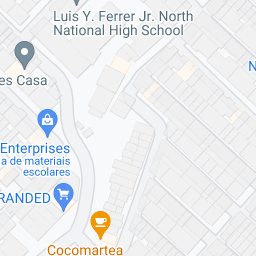 Luis Y. Ferrer Jr. North
National High School
es Casa
N
Enterprises
a de materiais
escolares
RANDED
Cocomartea